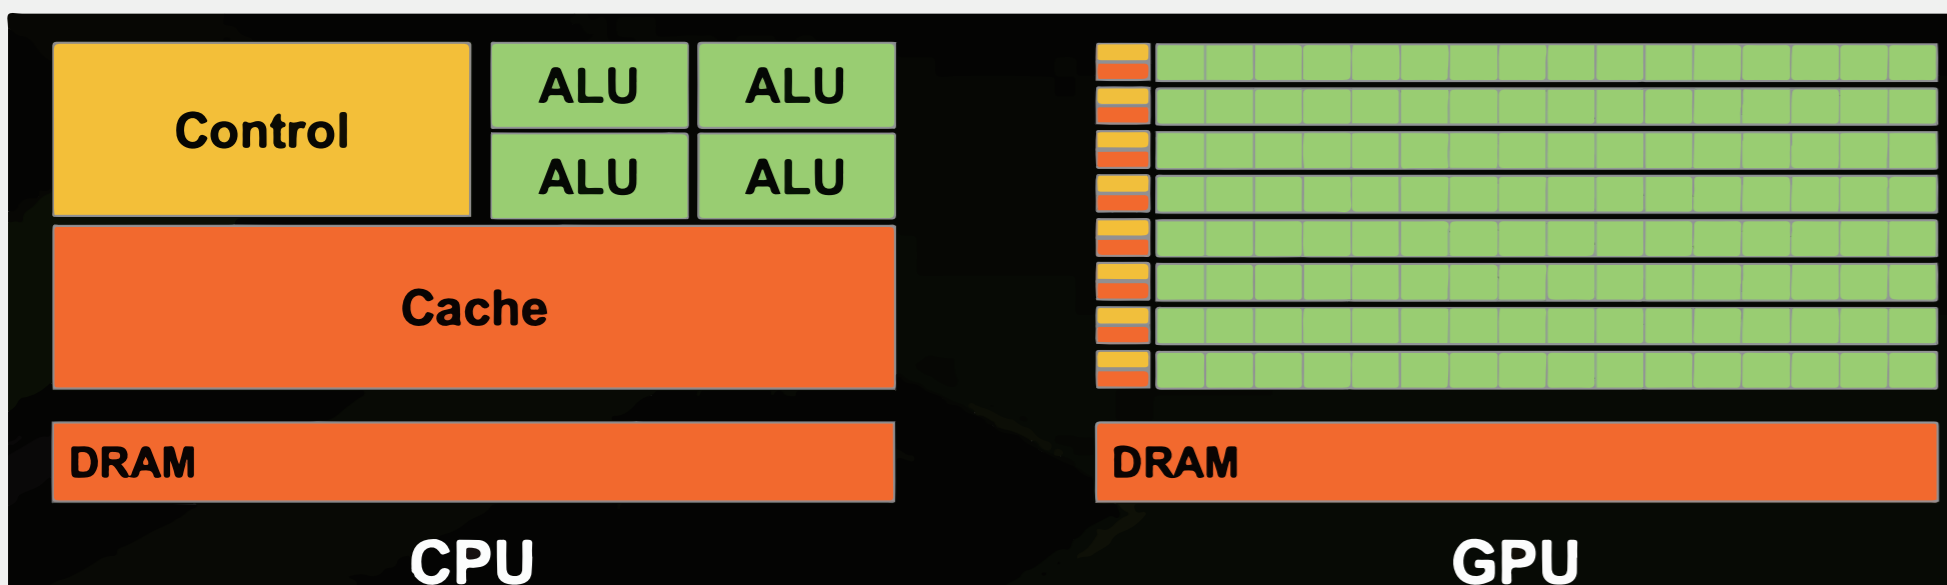 Control
ALU ALU
ALU ALU
Cache
DRAM
CPU
DRAM
GPU